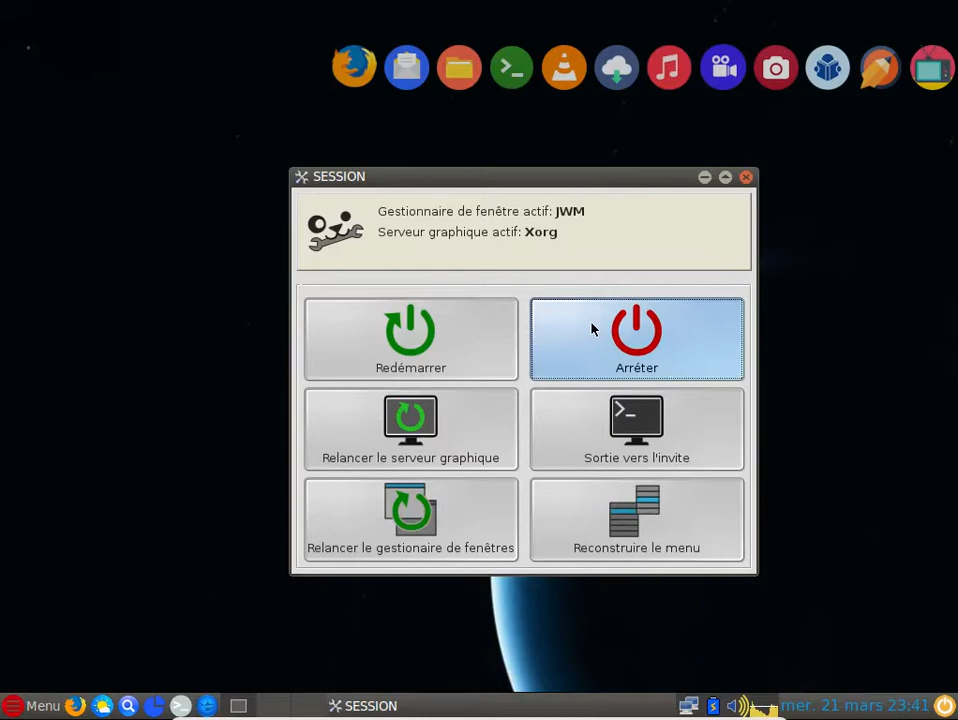 SESSION
Gestionnaire de fenêtre actif: JWM
Serveur graphique actif: Xorg
Redémarrer
Arrêter
Relancer le serveur graphique
Sortie vers l'invite
Relancer le gestionaire de fenêtres
Reconstruire le menu
Menu
SESSION
mer. 21 mars 23:41